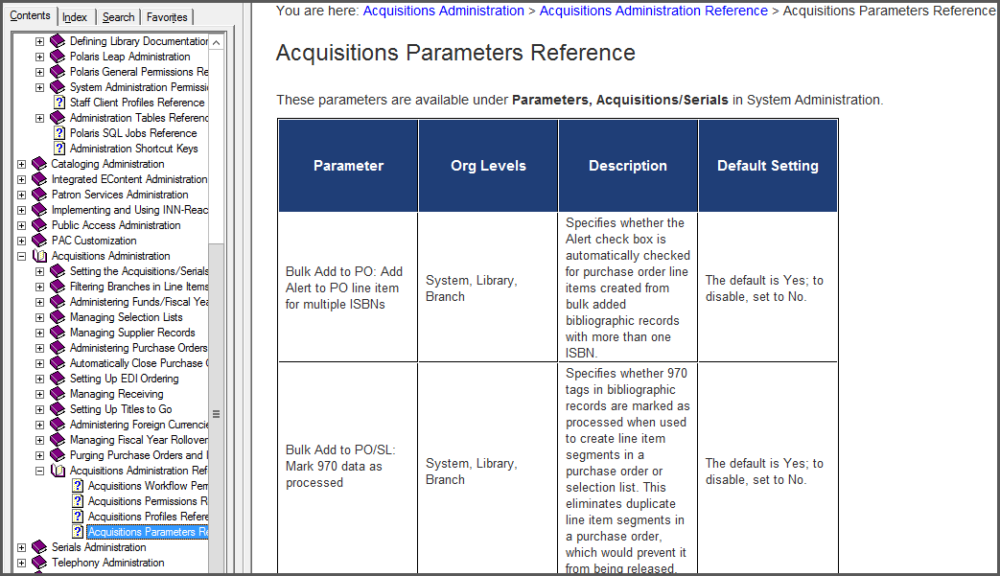 Contents Index Search Favorites
Defining Library Documentation
Polaris Leap Administration
Polaris General Permissions Re
System Administration Permissi
Staff Client Profiles Reference
Administration Tables Referenc
Polaris SQL Jobs Reference
Administration Shortcut Keys
Cataloging Administration
Integrated EContent Administration
Patron Services Administration
Implementing and Using INN-Reac
Public Access Administration
PAC Customization
Acquisitions Administration
Setting the Acquisitions/Serials
Filtering Branches in Line Items
Administering Funds/Fiscal Yea
Managing Selection Lists
Managing Supplier Records
Administering Purchase Orders
Automatically Close Purchase O
Setting Up EDI Ordering
Managing Receiving
Setting Up Titles to Go
Administering Foreign Currencie
Managing Fiscal Year Rollover
Purging Purchase Orders and I
Acquisitions Administration Ref
Acquisitions Workflow Perm
Acquisitions Permissions R
Acquisitions Profiles Refere
Acquisitions Parameters Re
Serials Administration
Telephony Administration
You are here: Acquisitions Administration > Acquisitions Administration Reference > Acquisitions Parameters Reference
Acquisitions Parameters Reference
These parameters are available under Parameters, Acquisitions/Serials in System Administration.
Parameter Org Levels Description Default Setting
Bulk Add to PO: Add
Alert to PO line item
for multiple ISBNs
System, Library,
Branch
Specifies whether the
Alert check box is
automatically checked
for purchase order line
items created from
bulk added
bibliographic records
with more than one
ISBN.
The default is Yes; to
disable, set to No.
Bulk Add to PO/SL:
Mark 970 data as
processed
System, Library,
Branch
Specifies whether 970
tags in bibliographic
records are marked as
processed when used
to create line item
segments in a
purchase order or
selection list. This
eliminates duplicate
line item segments in
a purchase order,
which would prevent it
from being released.
The default is Yes; to
disable, set to No.